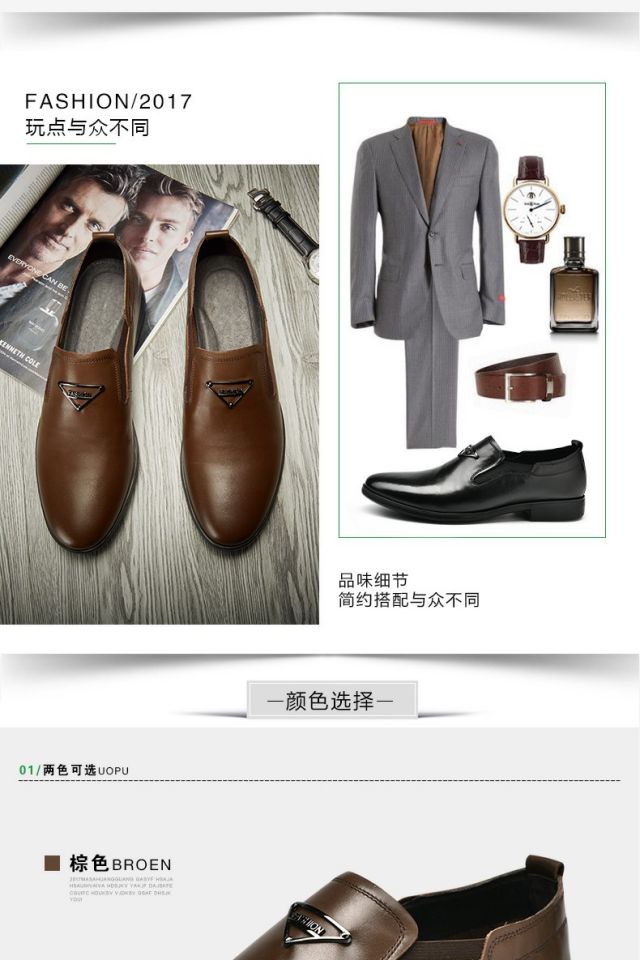 FASHION/2017
玩点与众不同
EVERYONE CAN BE
KENNETH COLE
FASHION
品味细节
简约搭配与众不同
—颜色选择—
01/两色可选UOPU
棕色BROEN
FASHION